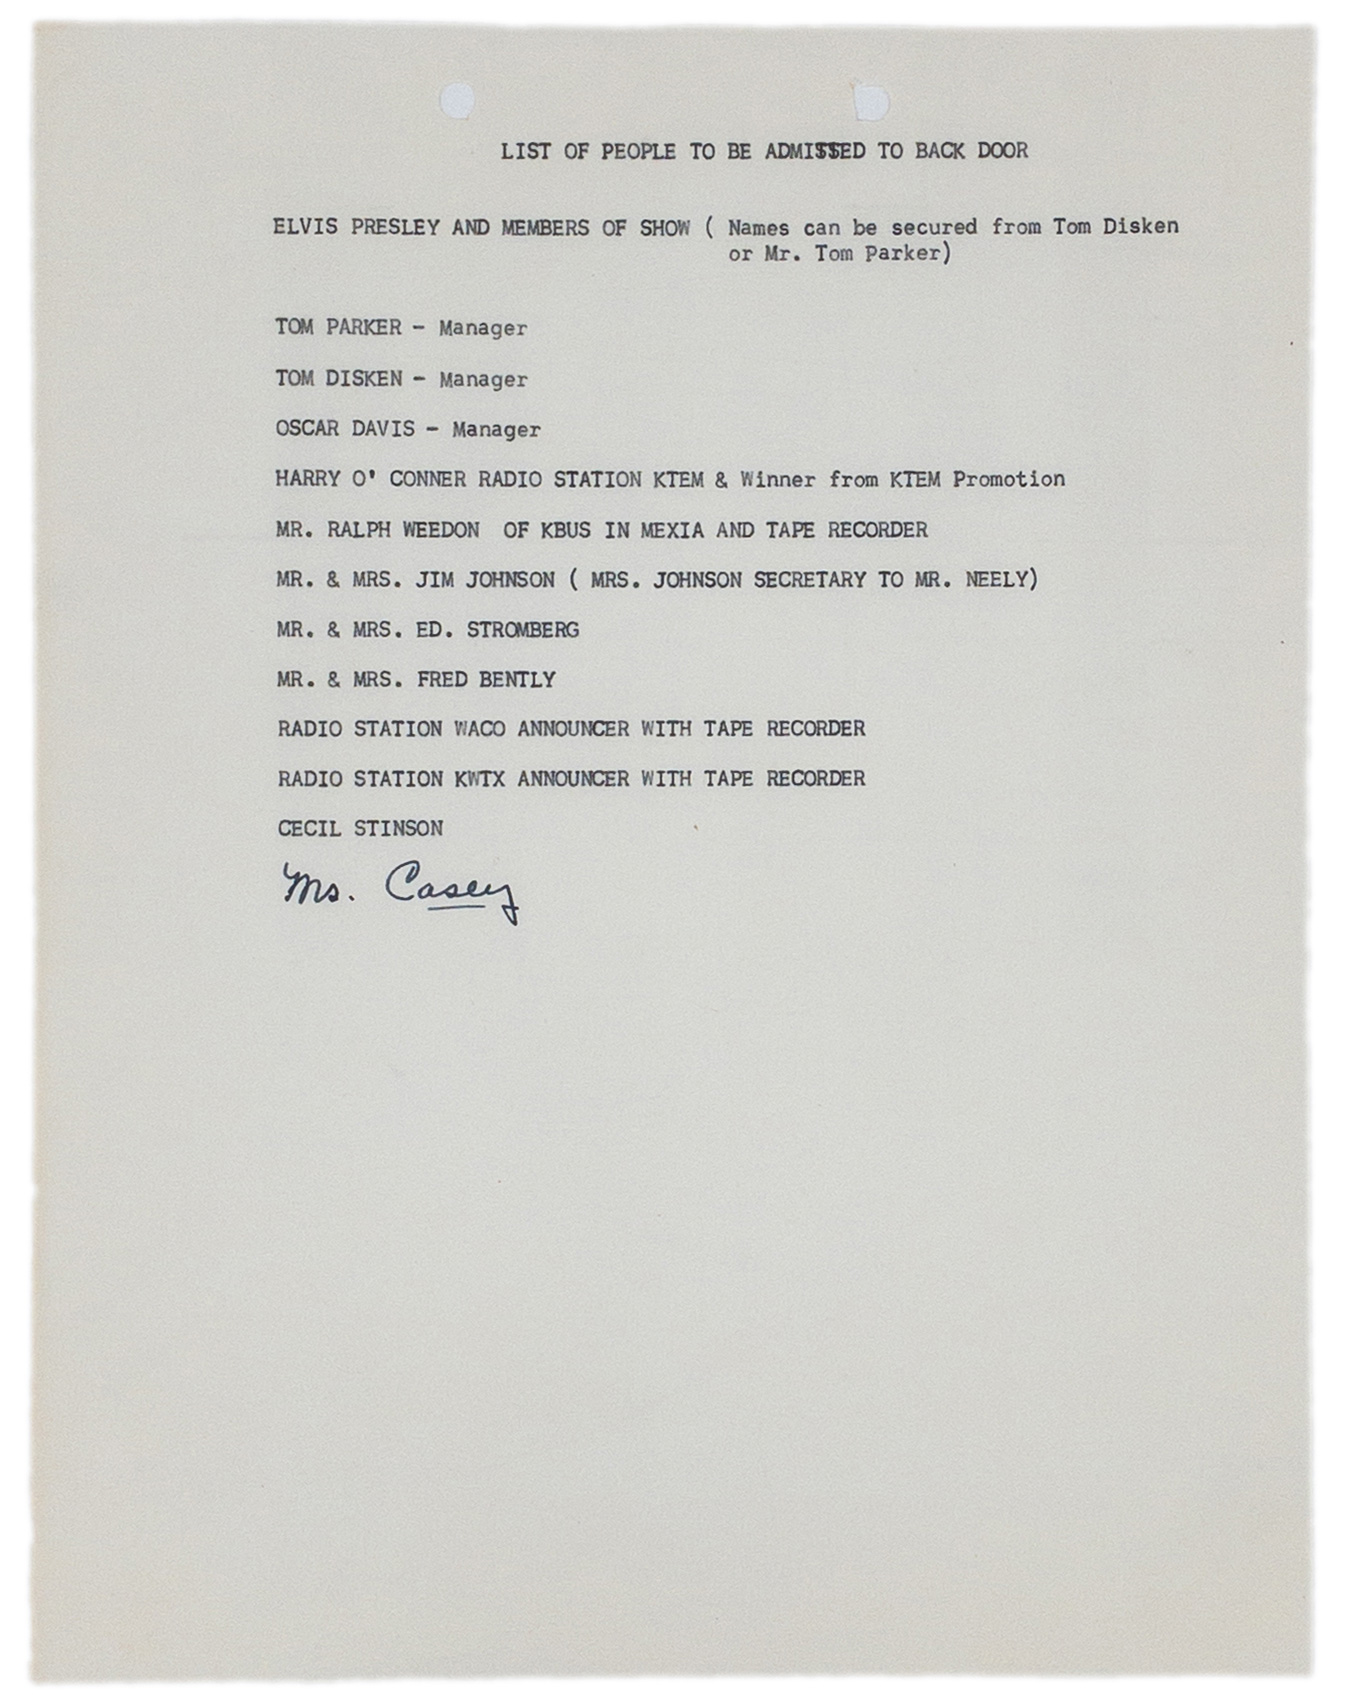 LIST OF PEOPLE TO BE ADMITTED TO BACK DOOR
ELVIS PRESLEY AND MEMBERS OF SHOW ( Names can be secured from Tom Disken
or Mr. Tom Parker)
TOM PARKER - Manager
TOM DISKEN - Manager
OSCAR DAVIS - Manager
HARRY O' CONNER RADIO STATION KTEM & Winner from KTEM Promotion
MR. RALPH WEEDON OF KBUS IN MEXIA AND TAPE RECORDER
MR. & MRS. JIM JOHNSON ( MRS. JOHNSON SECRETARY TO MR. NEELY)
MR. & MRS. ED. STROMBERG
MR. & MRS. FRED BENTLY
RADIO STATION WACO ANNOUNCER WITH TAPE RECORDER
RADIO STATION KWTX ANNOUNCER WITH TAPE RECORDER
CECIL STINSON
Ms. Casey